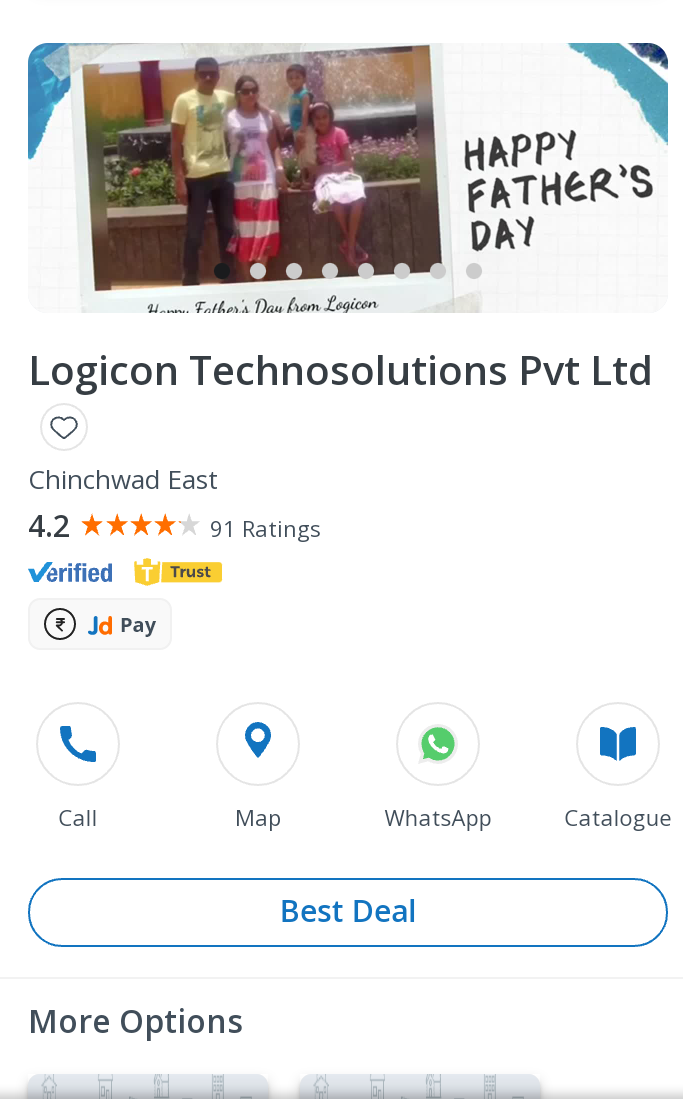 HAPPY
FATHER'S
DAY
Happy Father's Day from Logicon
Logicon Technosolutions Pvt Ltd
Chinchwad East
4.2 91 Ratings
Verified T Trust
₹ Jd Pay
Call Map WhatsApp Catalogue
Best Deal
More Options